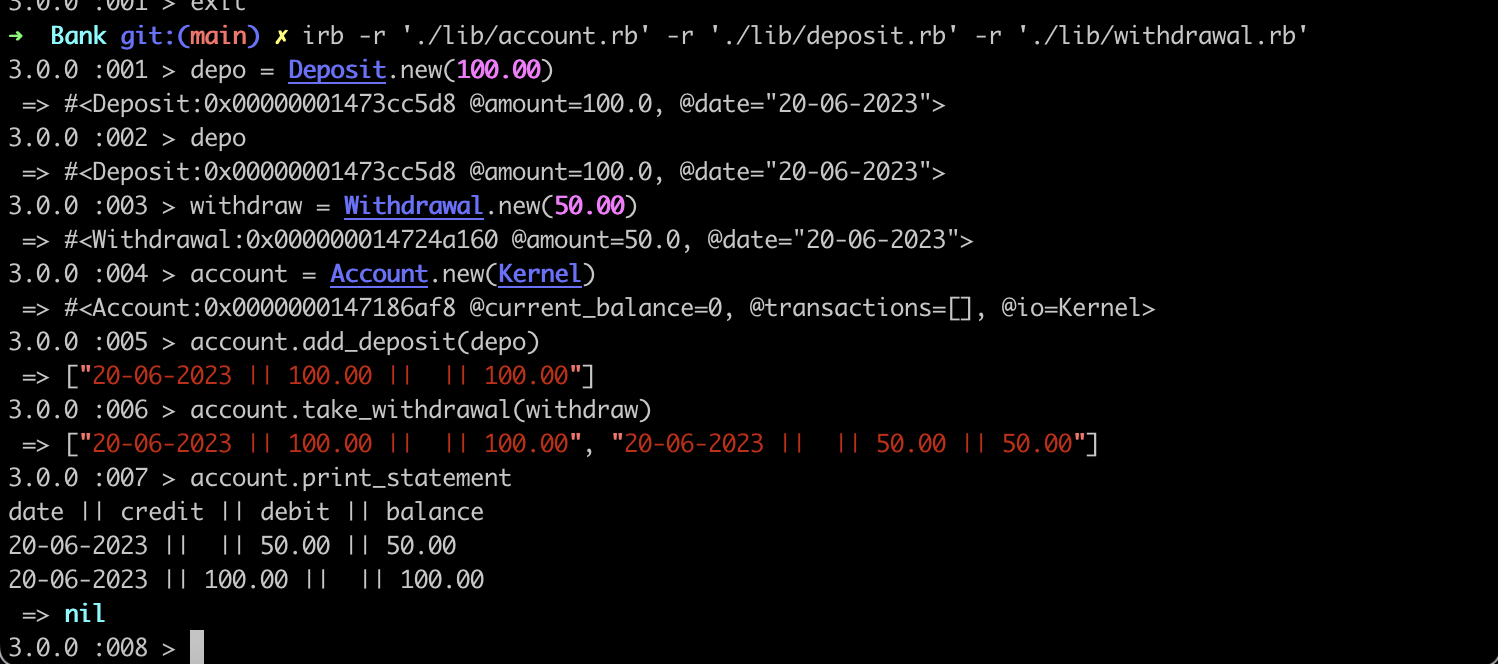 3.0.0 :001 > exit
➜  Bank git:(main) ✗ irb -r './lib/account.rb' -r './lib/deposit.rb' -r './lib/withdrawal.rb'
3.0.0 :001 > depo = Deposit.new(100.00)
 => #<Deposit:0x00000001473cc5d8 @amount=100.0, @date="20-06-2023">
3.0.0 :002 > depo
 => #<Deposit:0x00000001473cc5d8 @amount=100.0, @date="20-06-2023">
3.0.0 :003 > withdraw = Withdrawal.new(50.00)
 => #<Withdrawal:0x000000014724a160 @amount=50.0, @date="20-06-2023">
3.0.0 :004 > account = Account.new(Kernel)
 => #<Account:0x0000000147186af8 @current_balance=0, @transactions=[], @io=Kernel>
3.0.0 :005 > account.add_deposit(depo)
 => ["20-06-2023 || 100.00 ||  || 100.00"]
3.0.0 :006 > account.take_withdrawal(withdraw)
 => ["20-06-2023 || 100.00 ||  || 100.00", "20-06-2023 ||  || 50.00 || 50.00"]
3.0.0 :007 > account.print_statement
date || credit || debit || balance
20-06-2023 ||  || 50.00 || 50.00
20-06-2023 || 100.00 ||  || 100.00
 => nil
3.0.0 :008 >